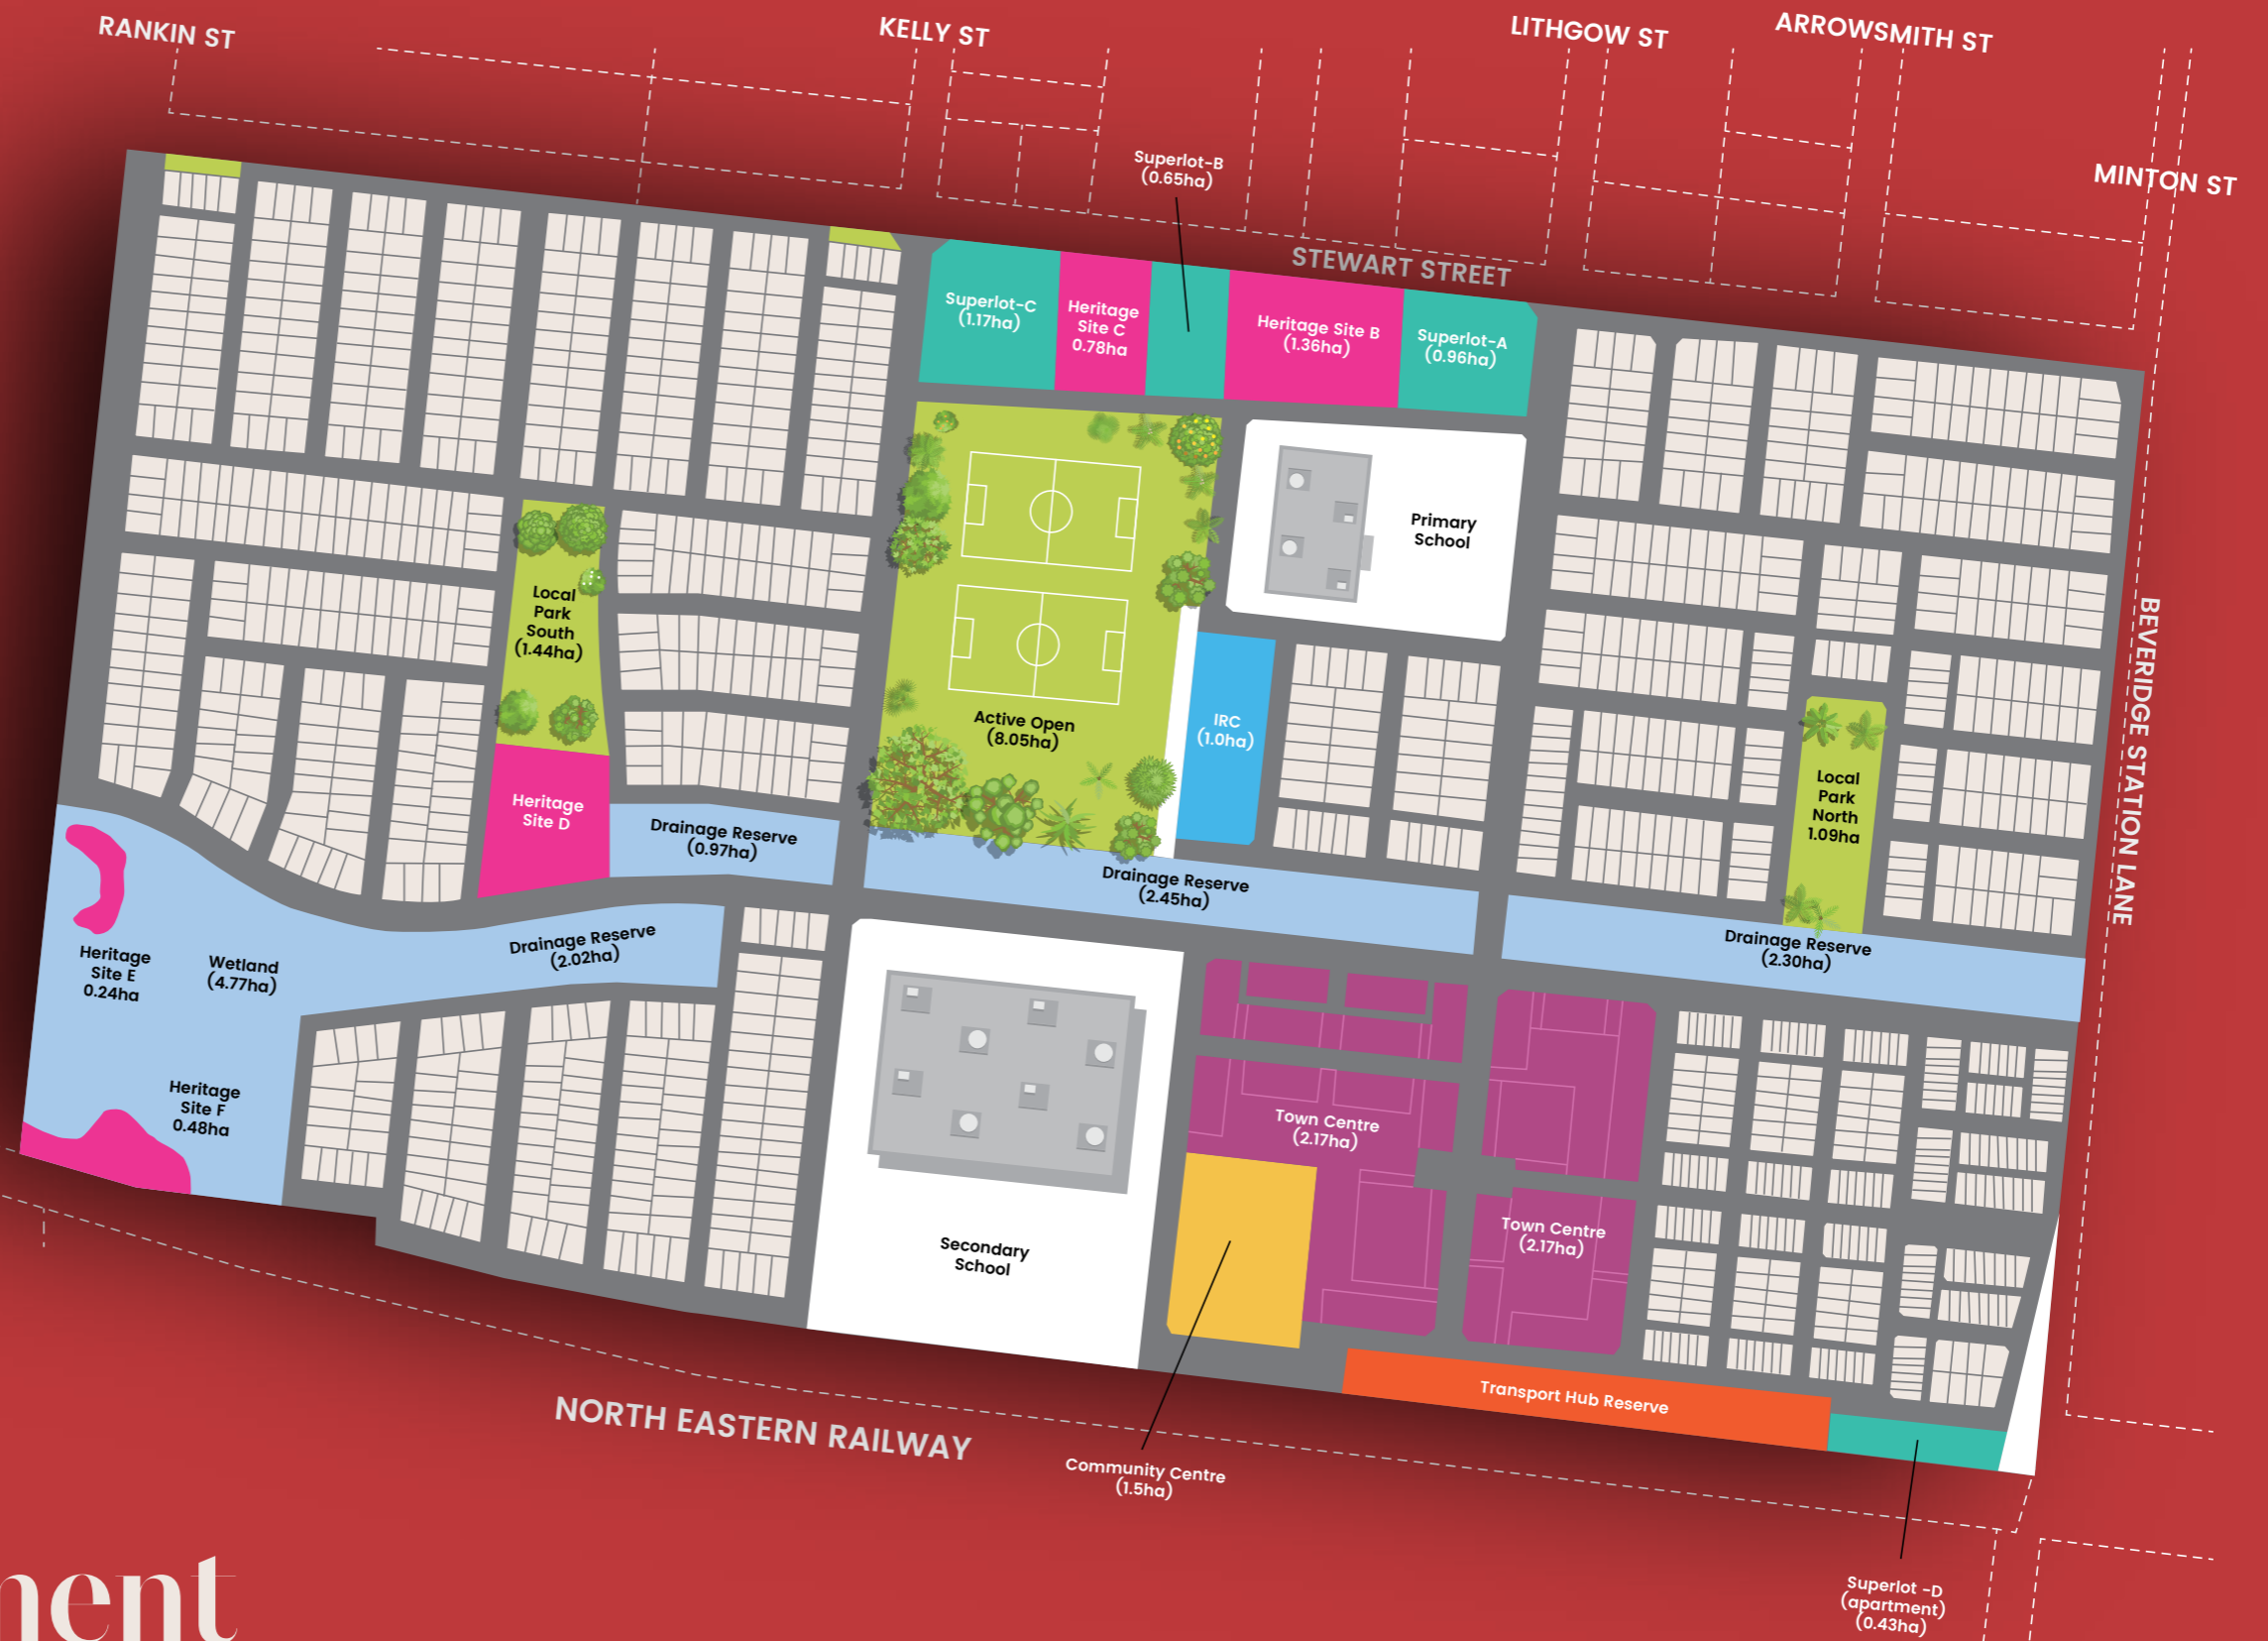 RANKIN ST
KELLY ST
LITHGOW ST
ARROWSMITH ST
MINTON ST
Superlot-B
(0.65ha)
STEWART STREET
Superlot-C
(1.17ha)
Heritage
Site C
0.78ha
Heritage Site B
(1.36ha)
Superlot-A
(0.96ha)
Primary
School
Local
Park
South
(1.44ha)
Active Open
(8.05ha)
IRC
(1.0ha)
BEVERIDGE STATION LANE
Local
Park
North
1.09ha
Heritage
Site D
Drainage Reserve
(0.97ha)
Drainage Reserve
(2.45ha)
Drainage Reserve
(2.30ha)
Drainage Reserve
(2.02ha)
Heritage
Site E
0.24ha
Wetland
(4.77ha)
Heritage
Site F
0.48ha
Town Centre
(2.17ha)
Town Centre
(2.17ha)
Secondary
School
Transport Hub Reserve
NORTH EASTERN RAILWAY
Community Centre
(1.5ha)
Superlot -D
(apartment)
(0.43ha)
nent